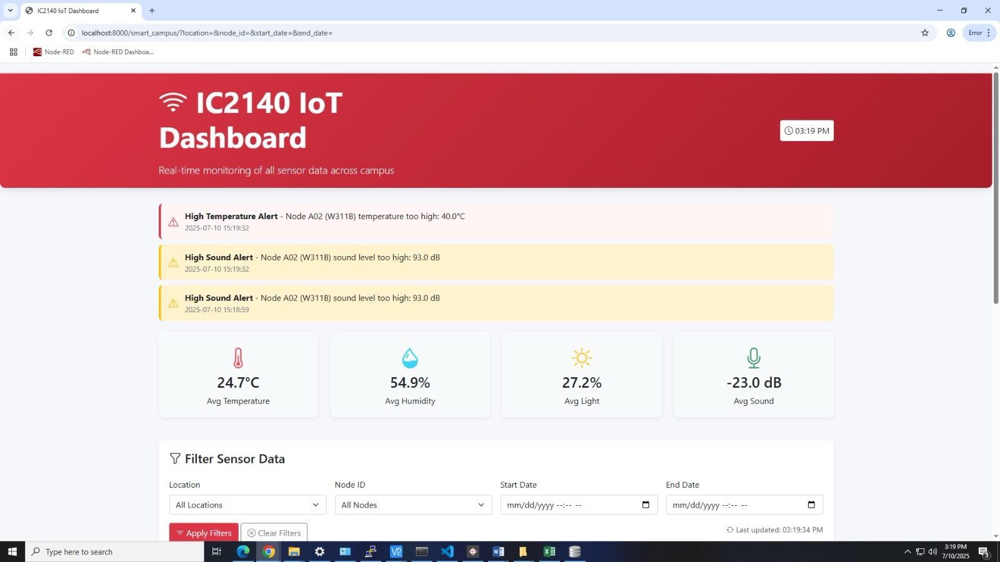 IC2140 IoT Dashboard
localhost:8000/smart_campus/?location=&node_id=&start_date=&end_date=
Error
Node-RED
Node-RED Dashboa...
IC2140 IoT
Dashboard
03:19 PM
Real-time monitoring of all sensor data across campus
High Temperature Alert - Node A02 (W311B) temperature too high: 40.0°C
2025-07-10 15:19:32
High Sound Alert - Node A02 (W311B) sound level too high: 93.0 dB
2025-07-10 15:19:32
High Sound Alert - Node A02 (W311B) sound level too high: 93.0 dB
2025-07-10 15:18:59
24.7°C
Avg Temperature
54.9%
Avg Humidity
27.2%
Avg Light
-23.0 dB
Avg Sound
Filter Sensor Data
Location
Node ID
Start Date
End Date
All Locations
All Nodes
mm/dd/yyyy --:-- --
mm/dd/yyyy --:-- --
Apply Filters
Clear Filters
Last updated: 03:19:34 PM
Type here to search
3:19 PM
7/10/2025
3